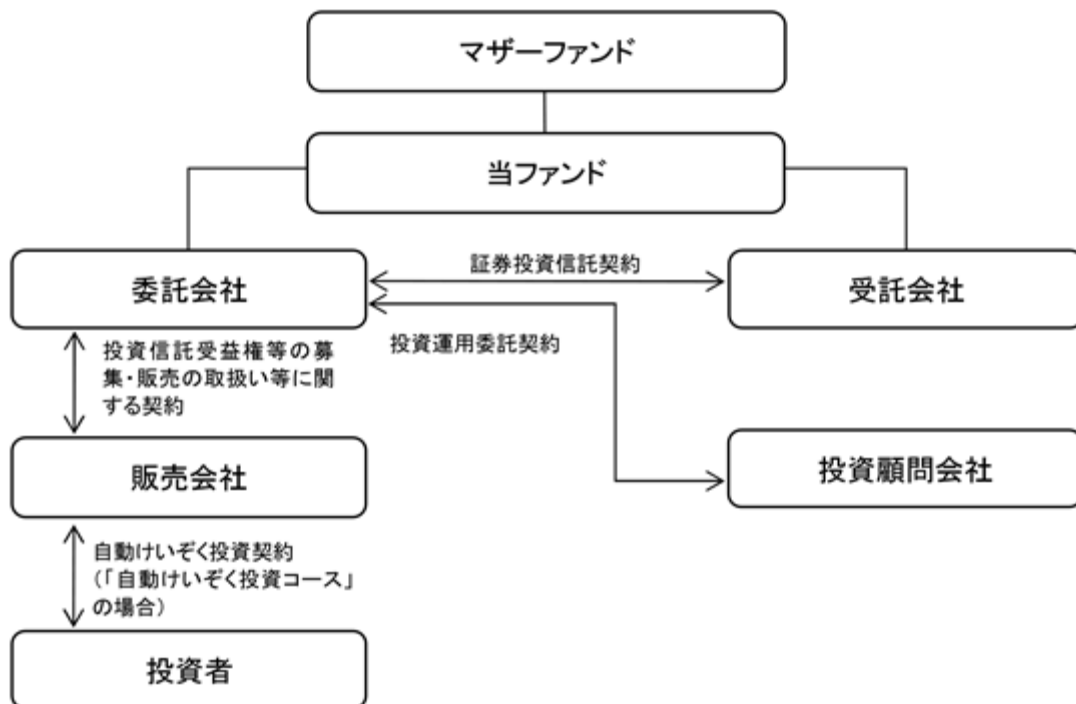 マザーファンド
当ファンド
委託会社
証券投資信託契約
受託会社
投資運用委託契約
投資信託受益権等の募
集・販売の取扱い等に関
する契約
販売会社
投資顧問会社
自動けいぞく投資契約
(「自動けいぞく投資コース」
の場合)
投資者